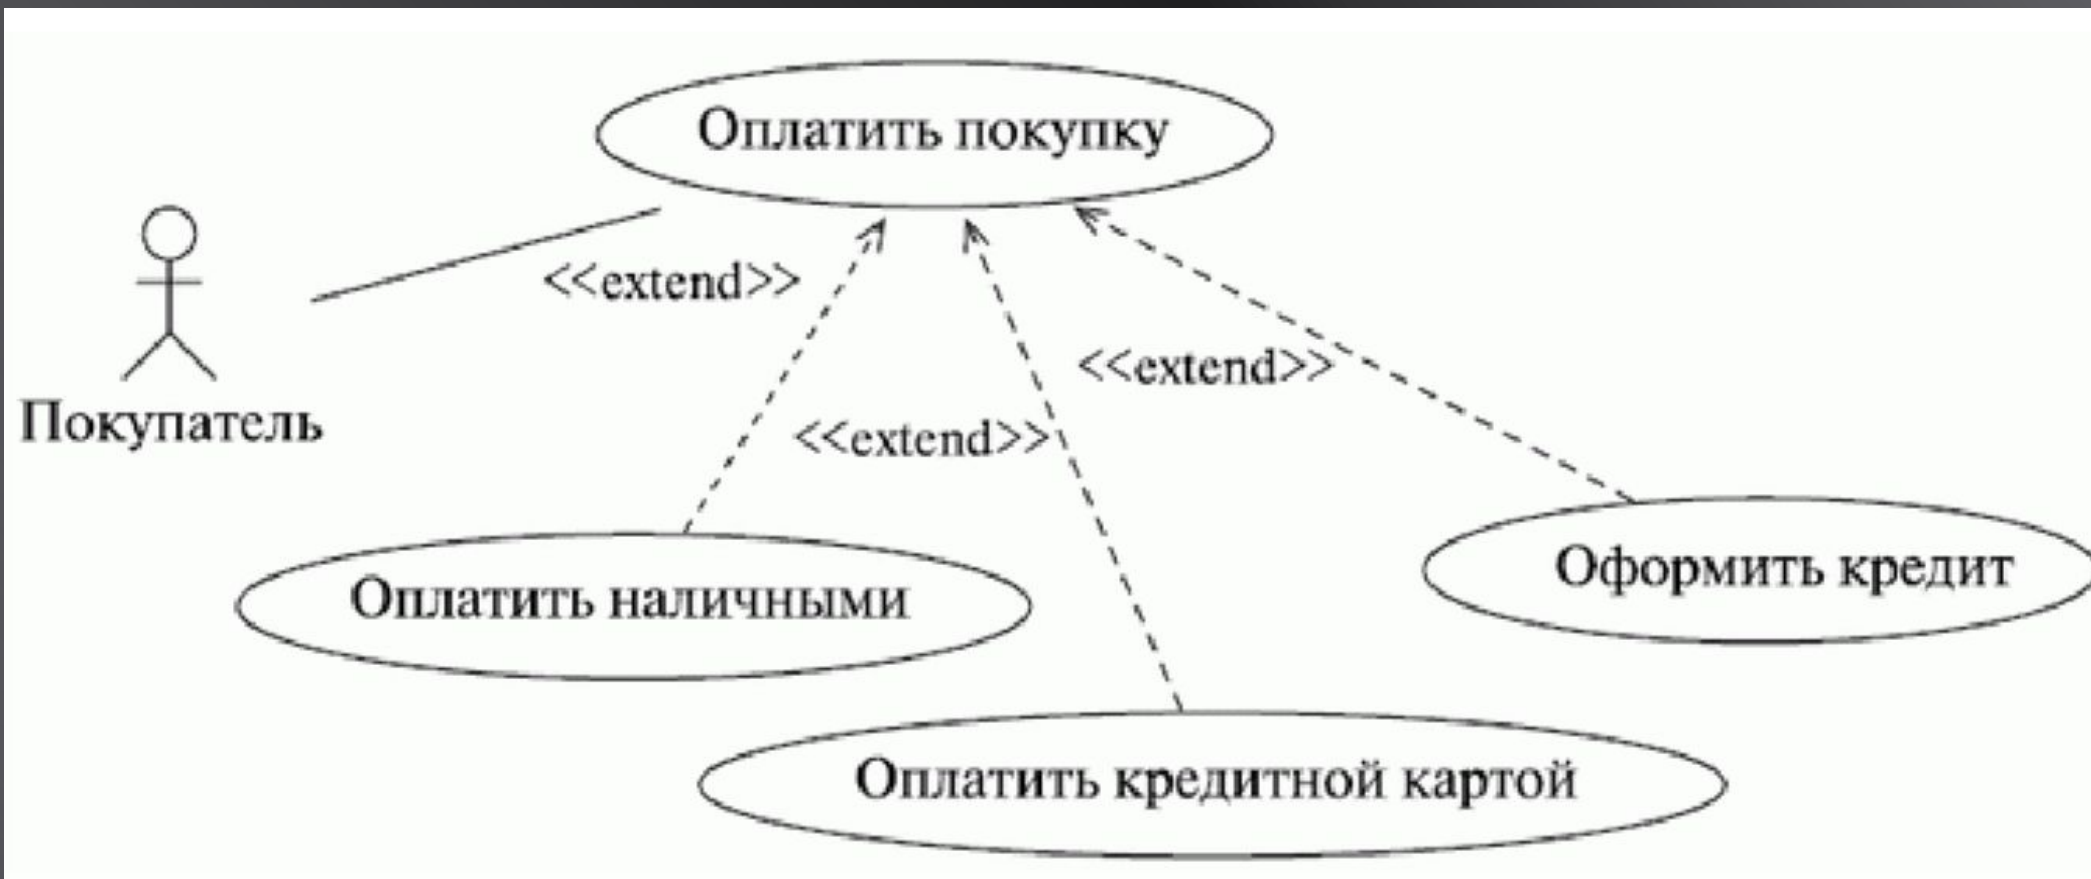 Оплатить покупку
<<extend>>
<<extend>>
Покупатель
<<extend>>
Оформить кредит
Оплатить наличными
Оплатить кредитной картой